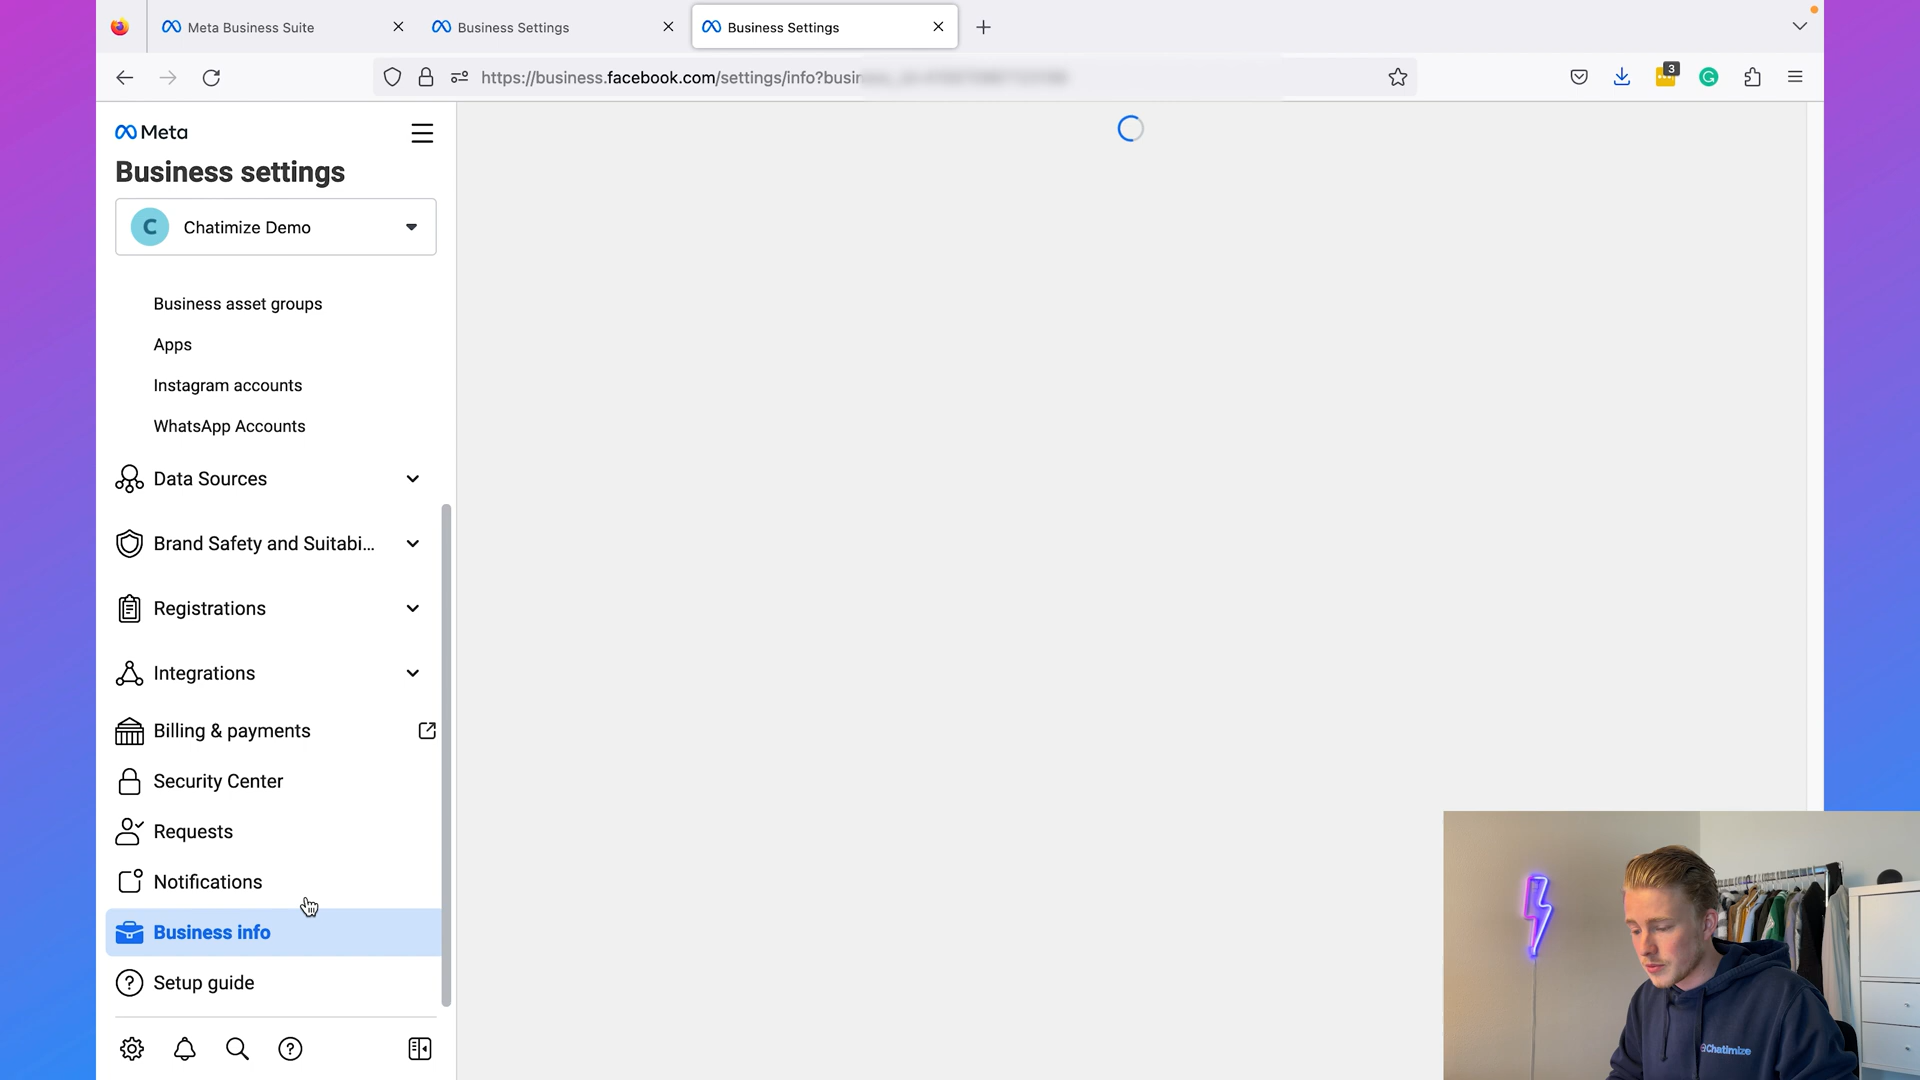 Meta Business Suite
Business Settings
Business Settings
https://business.facebook.com/settings/info?busin
3
Meta
Business settings
C
Chatimize Demo
Business asset groups
Apps
Instagram accounts
WhatsApp Accounts
Data Sources
Brand Safety and Suitabi...
Registrations
Integrations
Billing & payments
Security Center
Requests
Notifications
Business info
Setup guide
Chatimize